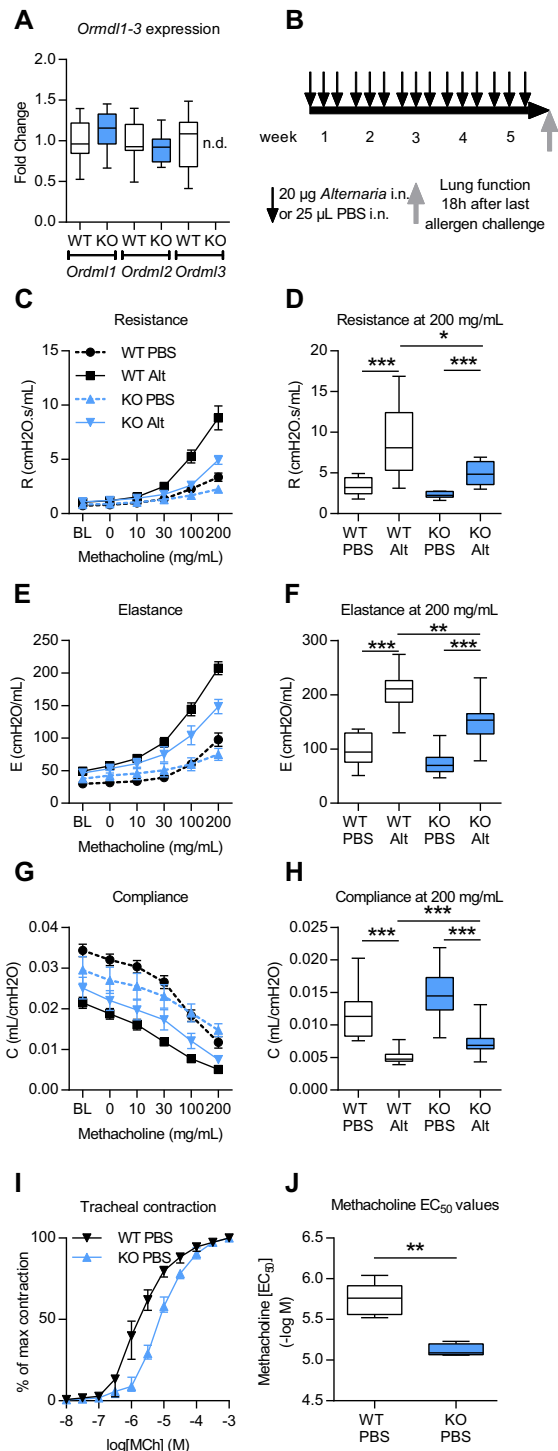 A
Ormdl1-3 expression
Fold Change
2.0
1.5
1.0
0.5
0.0
n.d.
WT KO WT KO WT KO
Ordml1 Ordml2 Ordml3
B
week 1 2 3 4 5
20 µg Alternaria i.n.
or 25 µL PBS i.n.
Lung function
18h after last
allergen challenge
C
Resistance
R (cmH2O.s/mL)
15
10
5
0
WT PBS
WT Alt
KO PBS
KO Alt
BL 0 10 30 100 200
Methacholine (mg/mL)
D
Resistance at 200 mg/mL
R (cmH2O.s/mL)
20
15
10
5
0
*
*** ***
WT WT KO KO
PBS Alt PBS Alt
E
Elastance
E (cmH2O/mL)
250
200
150
100
50
0
BL 0 10 30 100 200
Methacholine (mg/mL)
F
Elastance at 200 mg/mL
E (cmH2O/mL)
300
200
100
0
**
*** ***
WT WT KO KO
PBS Alt PBS Alt
G
Compliance
C (mL/cmH2O)
0.04
0.03
0.02
0.01
0.00
BL 0 10 30 100 200
Methacholine (mg/mL)
H
Compliance at 200 mg/mL
C (mL/cmH2O)
0.025
0.020
0.015
0.010
0.005
0.000
***
*** ***
WT WT KO KO
PBS Alt PBS Alt
I
Tracheal contraction
% of max contraction
100
50
0
WT PBS
KO PBS
-8 -7 -6 -5 -4 -3
log[MCh] (M)
J
Methacholine EC50 values
Methacholine [EC50]
(-log M)
-6.0
5.5
5.0
4.5
**
WT KO
PBS PBS